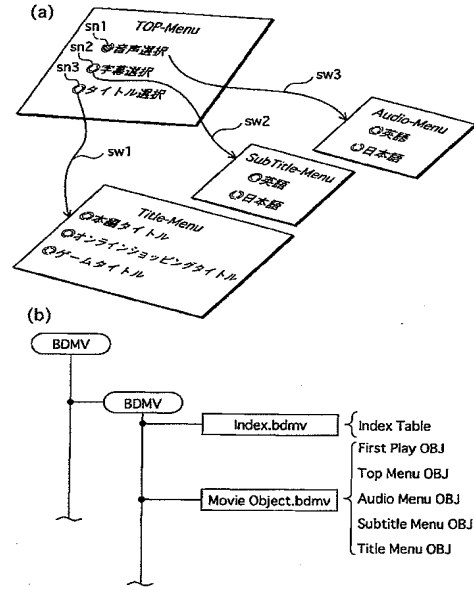 (a)
TOP-Menu
sn1
音声選択
sn2
字幕選択
sn3
タイトル選択
sw3
sw2
sw1
Audio-Menu
英語
日本語
SubTitle-Menu
英語
日本語
Title-Menu
本編タイトル
オンラインショッピングタイトル
ゲームタイトル
(b)
BDMV
BDMV
Index.bdmv
Index Table
First Play OBJ
Top Menu OBJ
Movie Object.bdmv
Audio Menu OBJ
Subtitle Menu OBJ
Title Menu OBJ